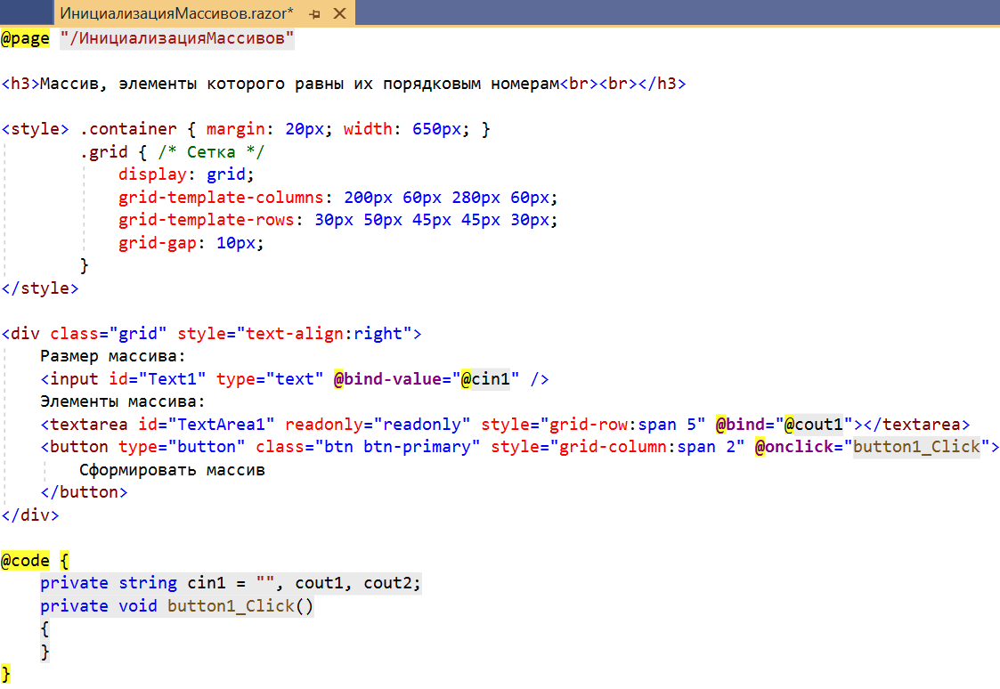 ИнициализацияМассивов.razor*
@page "/ИнициализацияМассивов"
<h3>Массив, элементы которого равны их порядковым номерам<br><br></h3>
<style> .container { margin: 20px; width: 650px; }
.grid { /* Сетка */
display: grid;
grid-template-columns: 200px 60px 280px 60px;
grid-template-rows: 30px 50px 45px 45px 30px;
grid-gap: 10px;
}
</style>
<div class="grid" style="text-align:right">
Размер массива:
<input id="Text1" type="text" @bind-value="@cin1" />
Элементы массива:
<textarea id="TextArea1" readonly="readonly" style="grid-row:span 5" @bind="@cout1"></textarea>
<button type="button" class="btn btn-primary" style="grid-column:span 2" @onclick="button1_Click">
Сформировать массив
</button>
</div>
@code {
private string cin1 = "", cout1, cout2;
private void button1_Click()
{
}
}